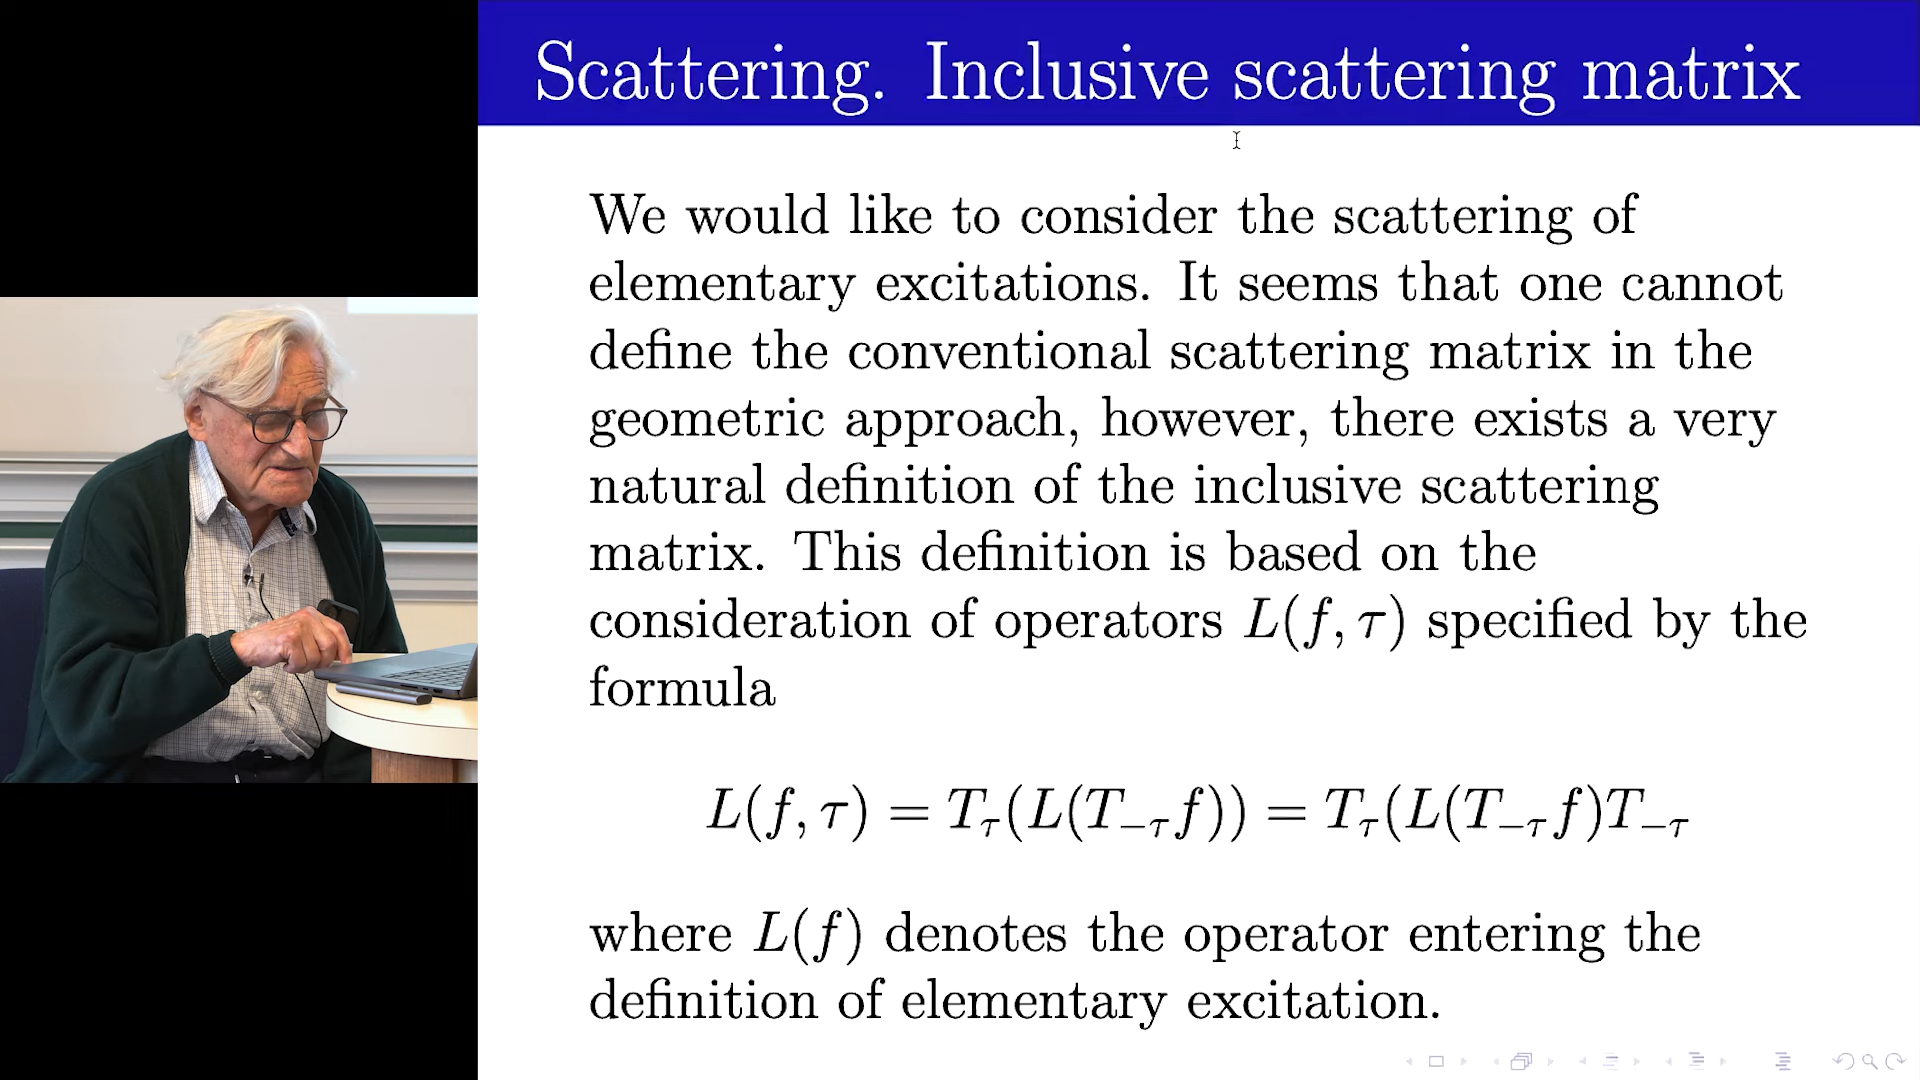 Scattering. Inclusive scattering matrix
We would like to consider the scattering of
elementary excitations. It seems that one cannot
define the conventional scattering matrix in the
geometric approach, however, there exists a very
natural definition of the inclusive scattering
matrix. This definition is based on the
consideration of operators L(f, τ) specified by the
formula
L(f, τ) = T_τ(L(T_{−τ}f)) = T_τ(L(T_{−τ}f)T_{−τ}
where L(f) denotes the operator entering the
definition of elementary excitation.